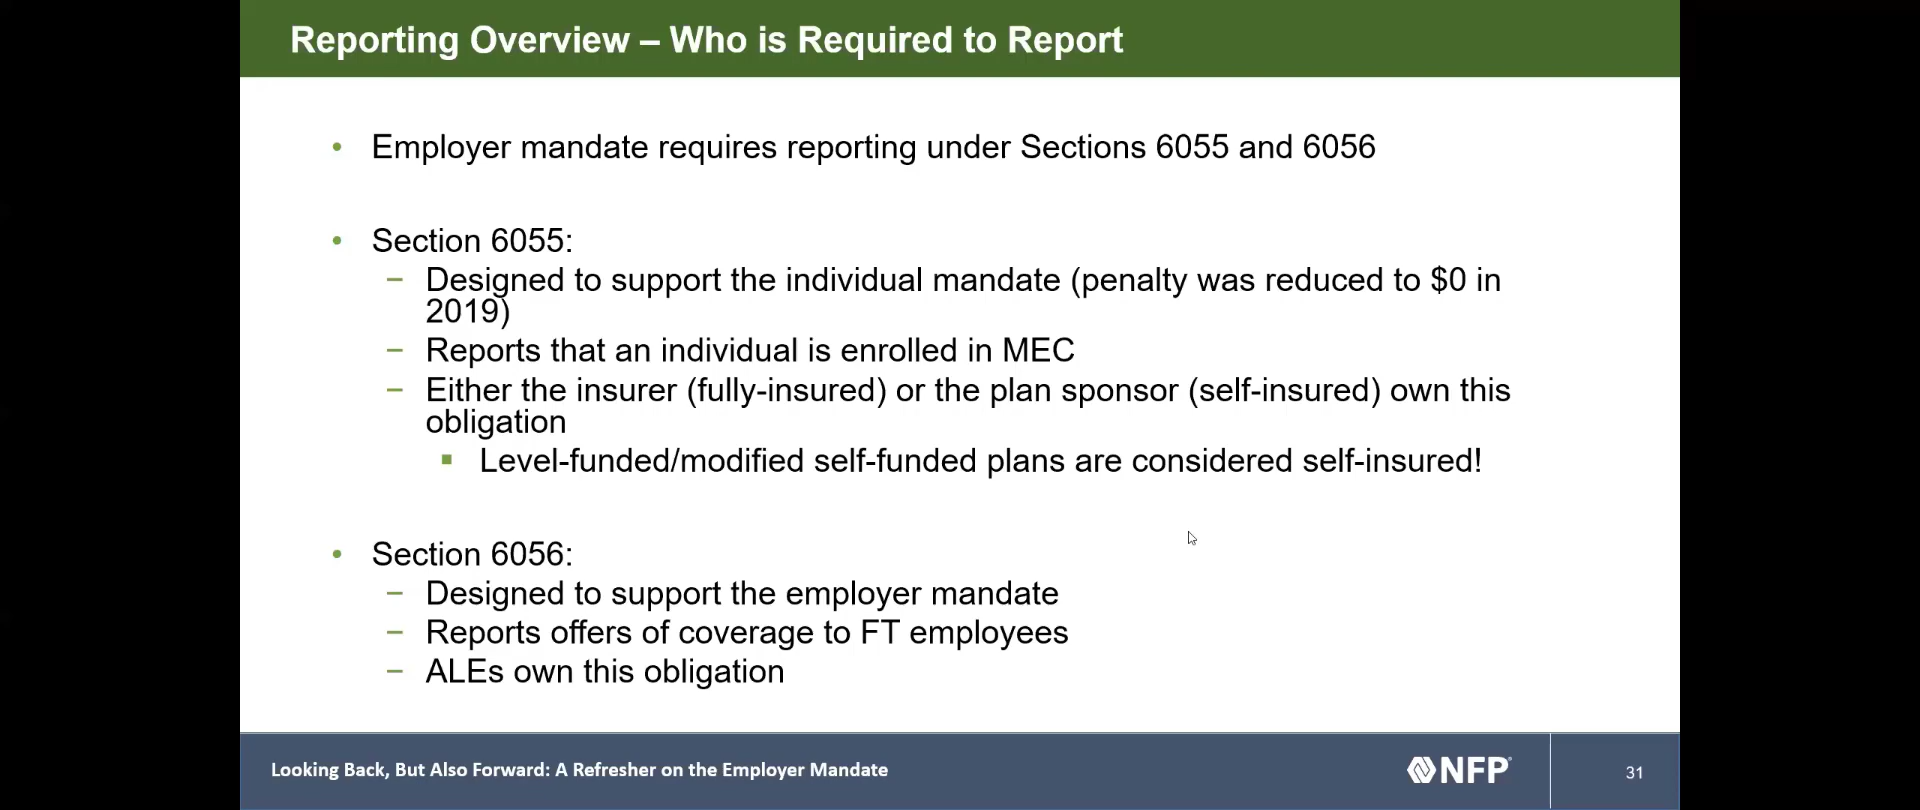 Reporting Overview – Who is Required to Report
• Employer mandate requires reporting under Sections 6055 and 6056
• Section 6055:
– Designed to support the individual mandate (penalty was reduced to $0 in
2019)
– Reports that an individual is enrolled in MEC
– Either the insurer (fully-insured) or the plan sponsor (self-insured) own this
obligation
▪ Level-funded/modified self-funded plans are considered self-insured!
• Section 6056:
– Designed to support the employer mandate
– Reports offers of coverage to FT employees
– ALEs own this obligation
Looking Back, But Also Forward: A Refresher on the Employer Mandate
NFP
31